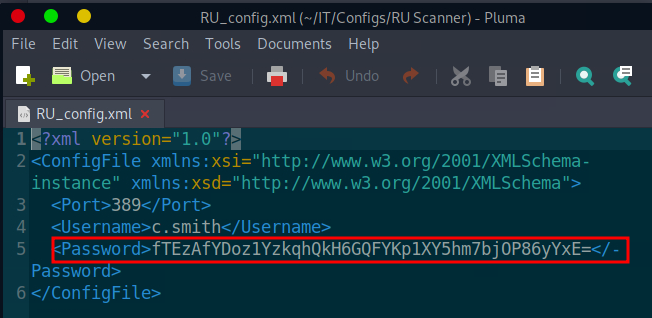 RU_config.xml (~/IT/Configs/RU Scanner) - Pluma
File Edit View Search Tools Documents Help
Open Save Undo
RU_config.xml ×
1 <?xml version="1.0"?>
2 <ConfigFile xmlns:xsi="http://www.w3.org/2001/XMLSchema-
instance" xmlns:xsd="http://www.w3.org/2001/XMLSchema">
3 <Port>389</Port>
4 <Username>c.smith</Username>
5 <Password>fTEzAfYDoz1YzkqhQkH6GQFYKp1XY5hm7bjOP86yYxE=</-
Password>
6 </ConfigFile>